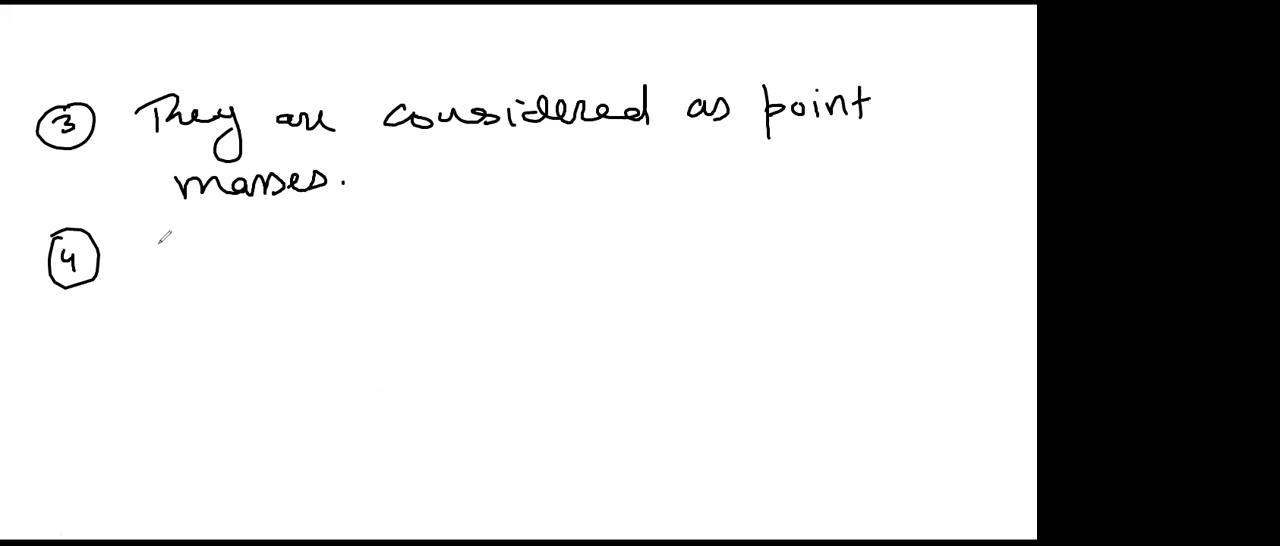 ③ They are considered as point
masses.
④